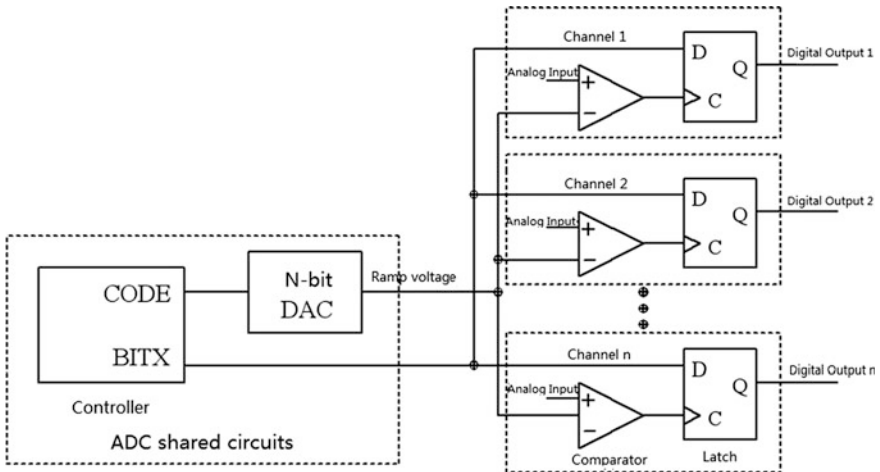 Channel 1
D
Q
C
Analog Input
+
−
Digital Output 1
Channel 2
D
Q
C
Analog Input
+
−
Digital Output 2
CODE
BITX
N-bit
DAC
Ramp voltage
Controller
ADC shared circuits
Channel n
D
Q
C
Analog Input
+
−
Digital Output n
Comparator
Latch